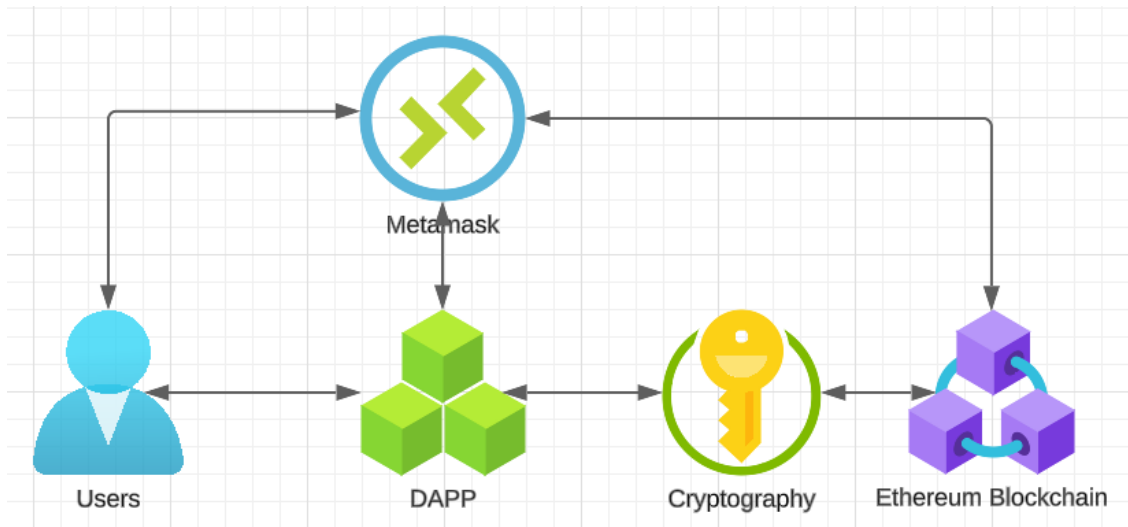 Metamask
Users
DAPP
Cryptography
Ethereum Blockchain